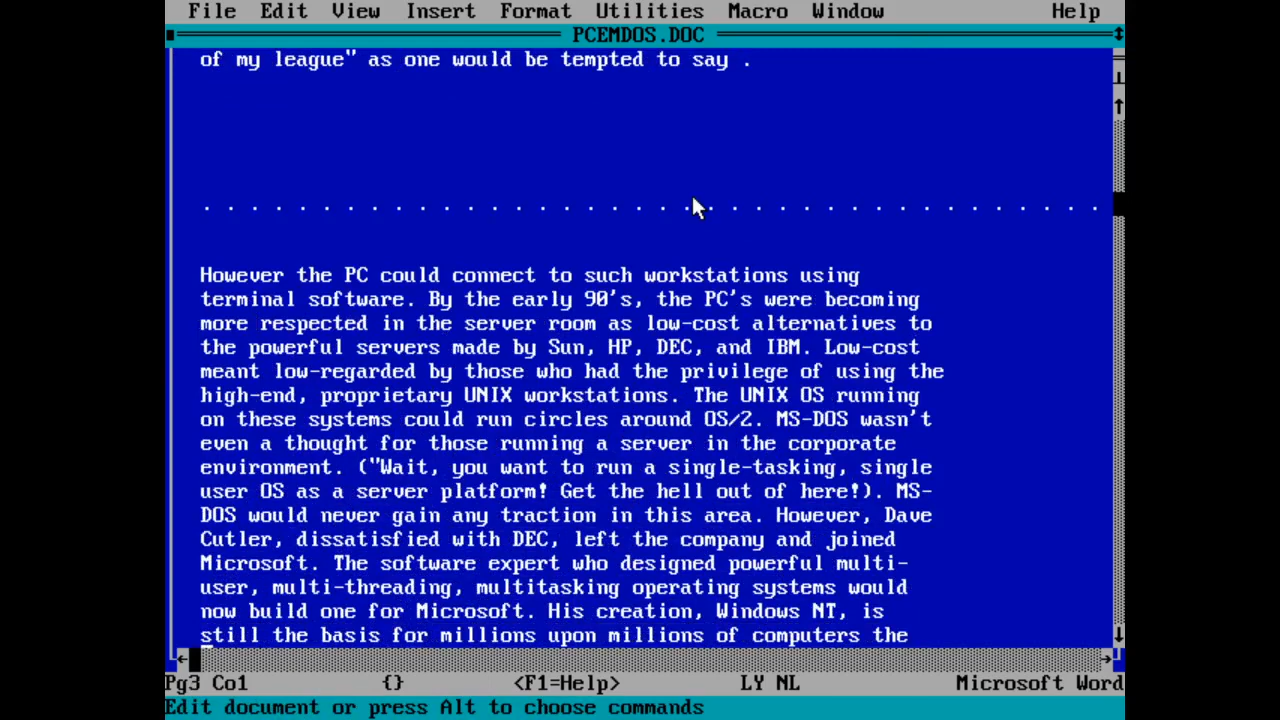 File Edit View Insert Format Utilities Macro Window Help
PCEMDOS.DOC
of my league" as one would be tempted to say .
. . . . . . . . . . . . . . . . . . . . . . . . . . . . . . . . . . . . . .
However the PC could connect to such workstations using
terminal software. By the early 90's, the PC's were becoming
more respected in the server room as low-cost alternatives to
the powerful servers made by Sun, HP, DEC, and IBM. Low-cost
meant low-regarded by those who had the privilege of using the
high-end, proprietary UNIX workstations. The UNIX OS running
on these systems could run circles around OS/2. MS-DOS wasn't
even a thought for those running a server in the corporate
environment. ("Wait, you want to run a single-tasking, single
user OS as a server platform! Get the hell out of here!). MS-
DOS would never gain any traction in this area. However, Dave
Cutler, dissatisfied with DEC, left the company and joined
Microsoft. The software expert who designed powerful multi-
user, multi-threading, multitasking operating systems would
now build one for Microsoft. His creation, Windows NT, is
still the basis for millions upon millions of computers the
Pg3 Co1 {} <F1=Help> LY NL Microsoft Word
Edit document or press Alt to choose commands